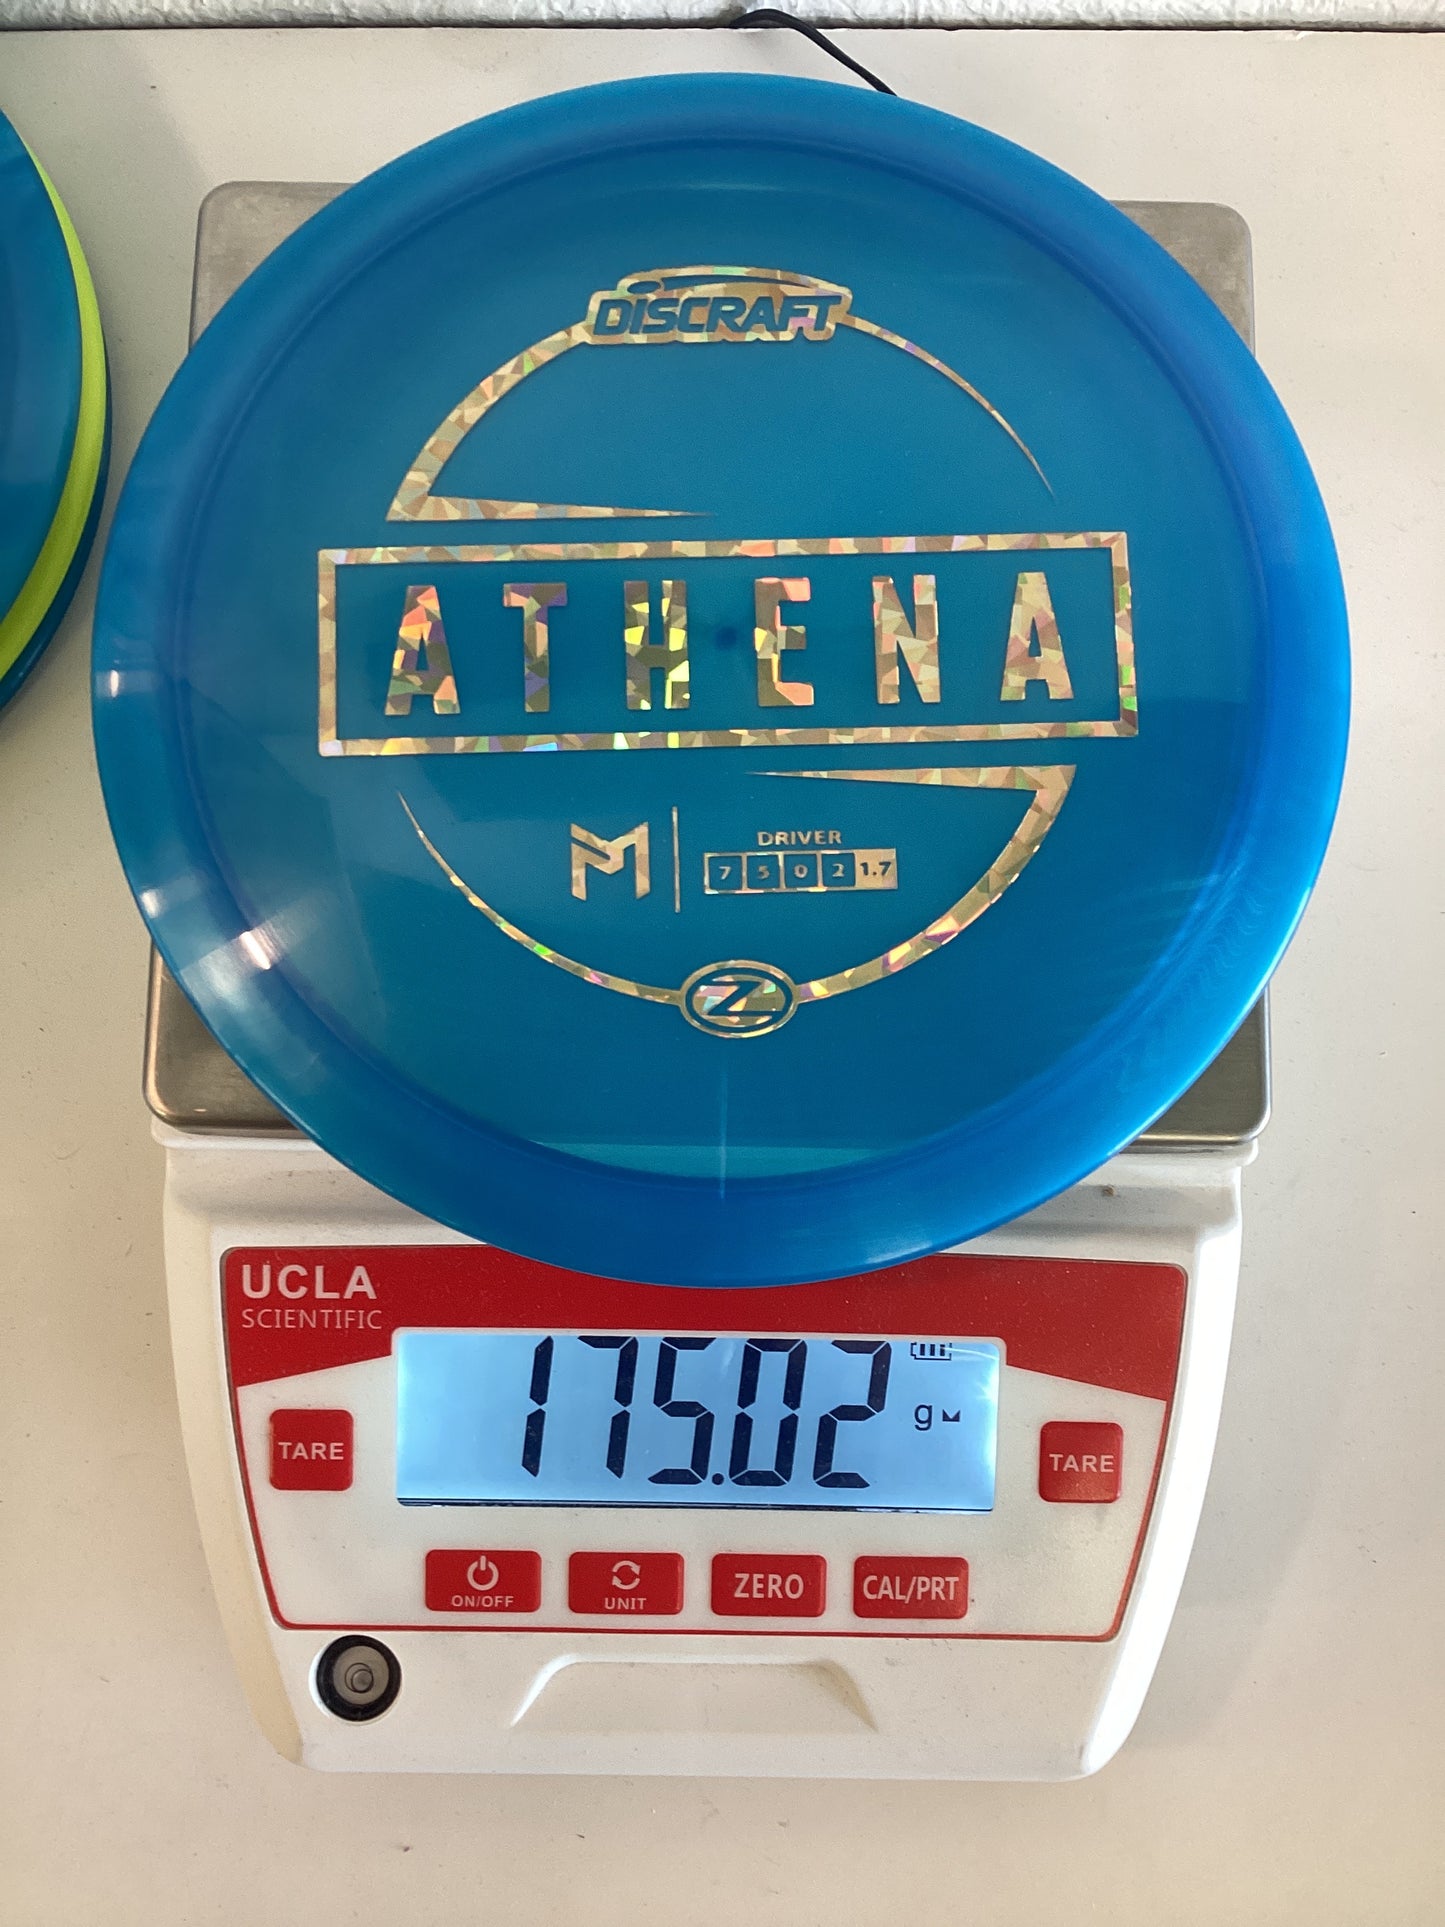 DISCRAFT
ATHENA
PM
DRIVER
7 5 0 2 1.7
Z
UCLA
SCIENTIFIC
175.02 g
TARE
TARE
ON/OFF
UNIT
ZERO
CAL/PRT